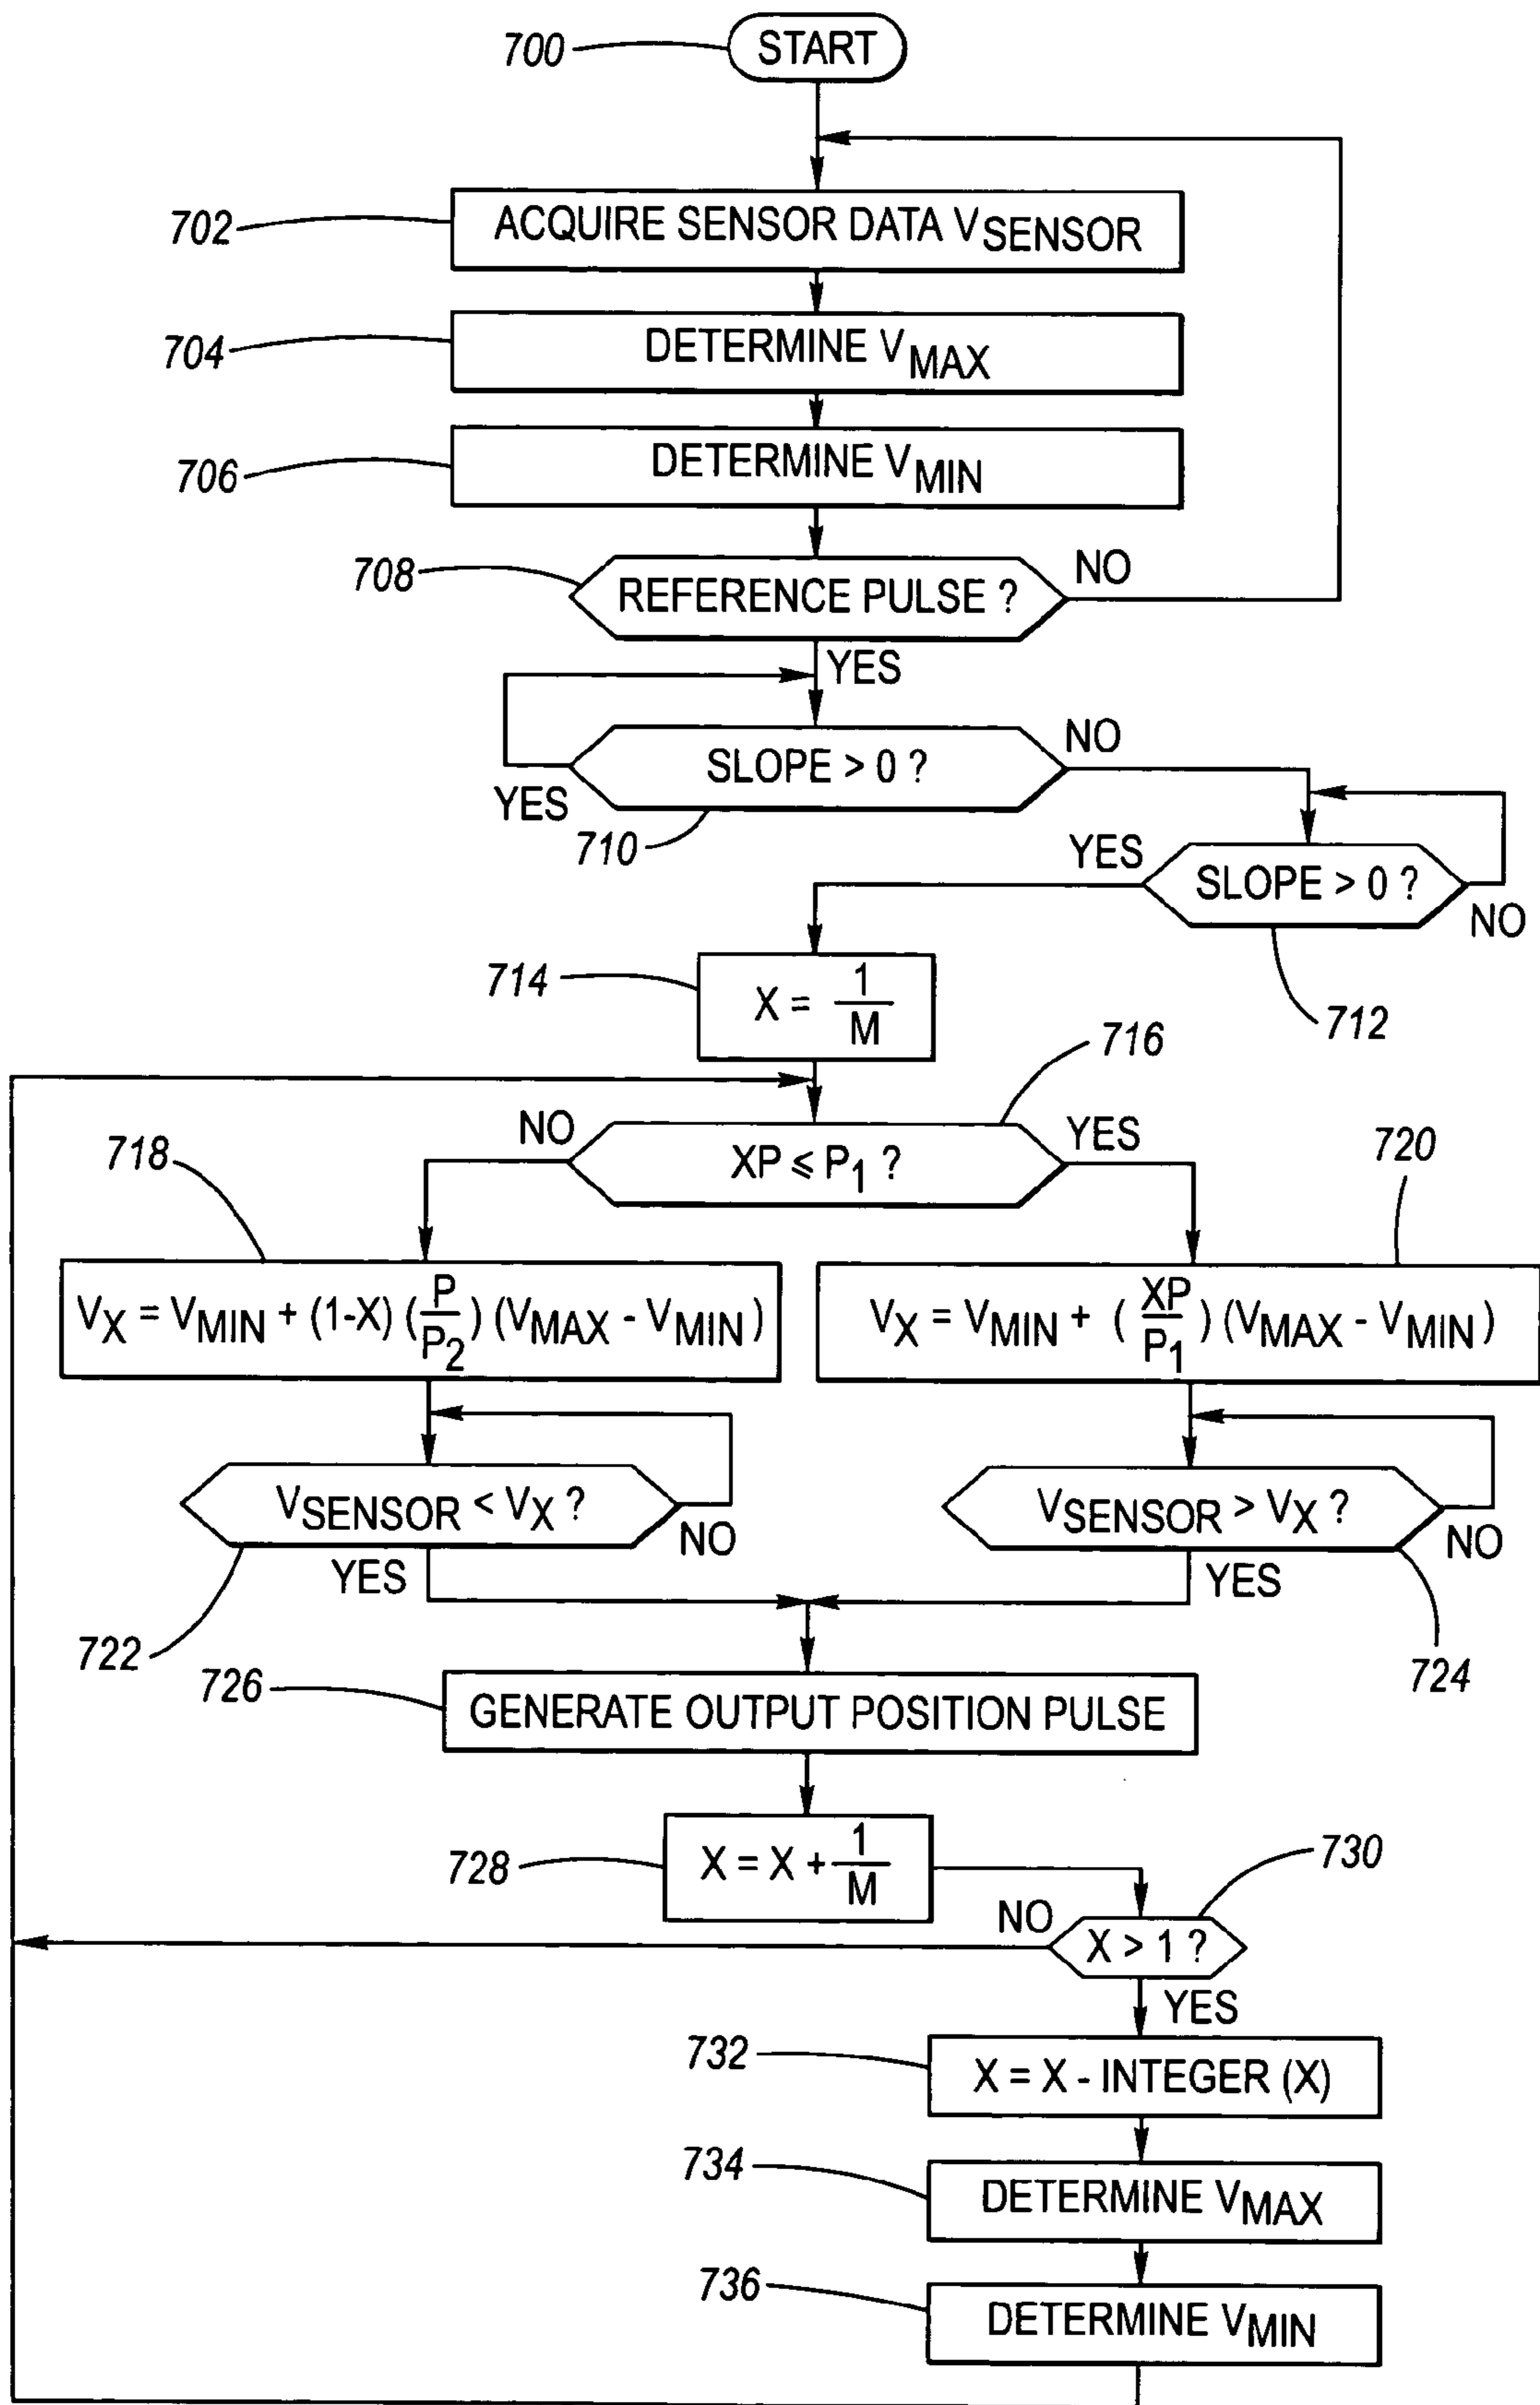 700 START
702 ACQUIRE SENSOR DATA VSENSOR
704 DETERMINE VMAX
706 DETERMINE VMIN
708 REFERENCE PULSE ? NO
YES
SLOPE > 0 ? NO
YES
710
YES SLOPE > 0 ? NO
712
714 X = 1/M
716
NO XP ≤ P1 ? YES
718
720
VX = VMIN + (1-X) (P/P2) (VMAX - VMIN)
VX = VMIN + (XP/P1) (VMAX - VMIN)
VSENSOR < VX ? NO
VSENSOR > VX ? NO
YES
YES
722
724
726 GENERATE OUTPUT POSITION PULSE
728 X = X + 1/M
730
NO X > 1 ?
YES
732 X = X - INTEGER (X)
734 DETERMINE VMAX
736 DETERMINE VMIN